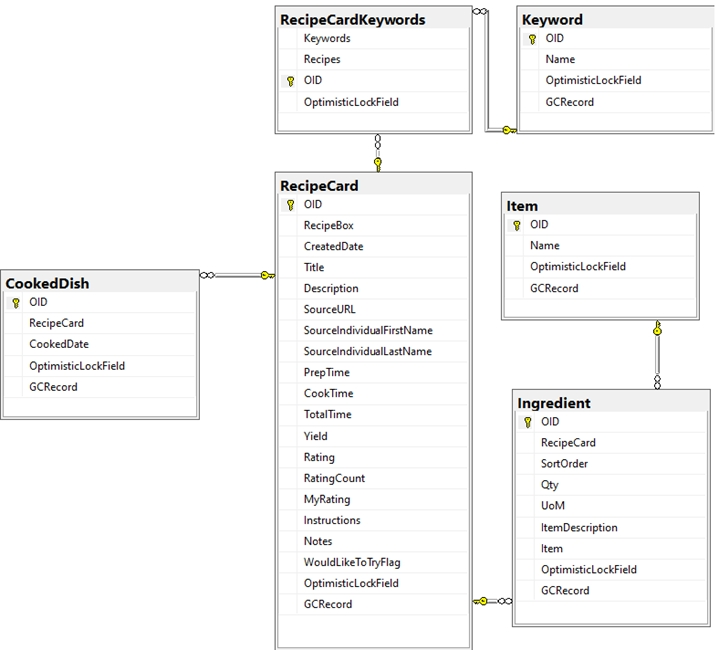 RecipeCardKeywords
Keywords
Recipes
OID
OptimisticLockField
Keyword
OID
Name
OptimisticLockField
GCRecord
RecipeCard
OID
RecipeBox
CreatedDate
Title
Description
SourceURL
SourceIndividualFirstName
SourceIndividualLastName
PrepTime
CookTime
TotalTime
Yield
Rating
RatingCount
MyRating
Instructions
Notes
WouldLikeToTryFlag
OptimisticLockField
GCRecord
Item
OID
Name
OptimisticLockField
GCRecord
CookedDish
OID
RecipeCard
CookedDate
OptimisticLockField
GCRecord
Ingredient
OID
RecipeCard
SortOrder
Qty
UoM
ItemDescription
Item
OptimisticLockField
GCRecord